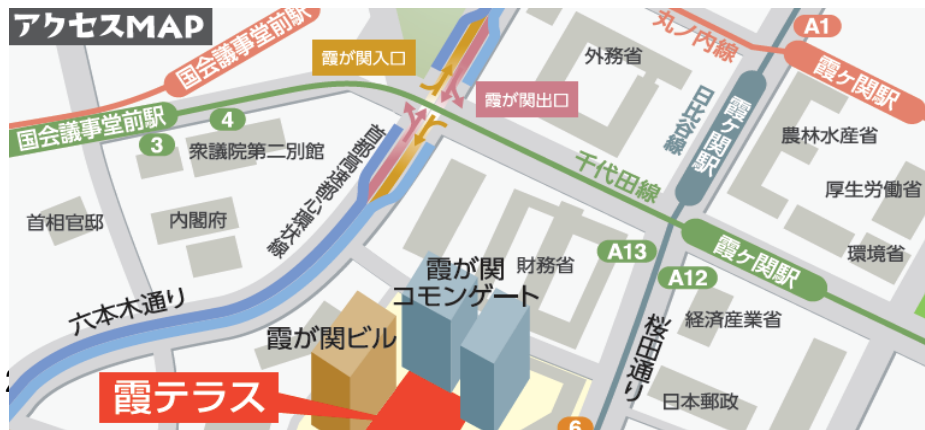 アクセスMAP
国会議事堂前駅
霞が関入口
霞が関出口
外務省
丸ノ内線
A1
霞ケ関駅
国会議事堂前駅
4
3
衆議院第二別館
首都高速都心環状線
日比谷線
霞ケ関駅
農林水産省
千代田線
厚生労働省
首相官邸
内閣府
A13
霞ケ関駅
環境省
霞が関
コモンゲート
財務省
A12
六本木通り
霞が関ビル
経済産業省
桜田通り
霞テラス
日本郵政
6